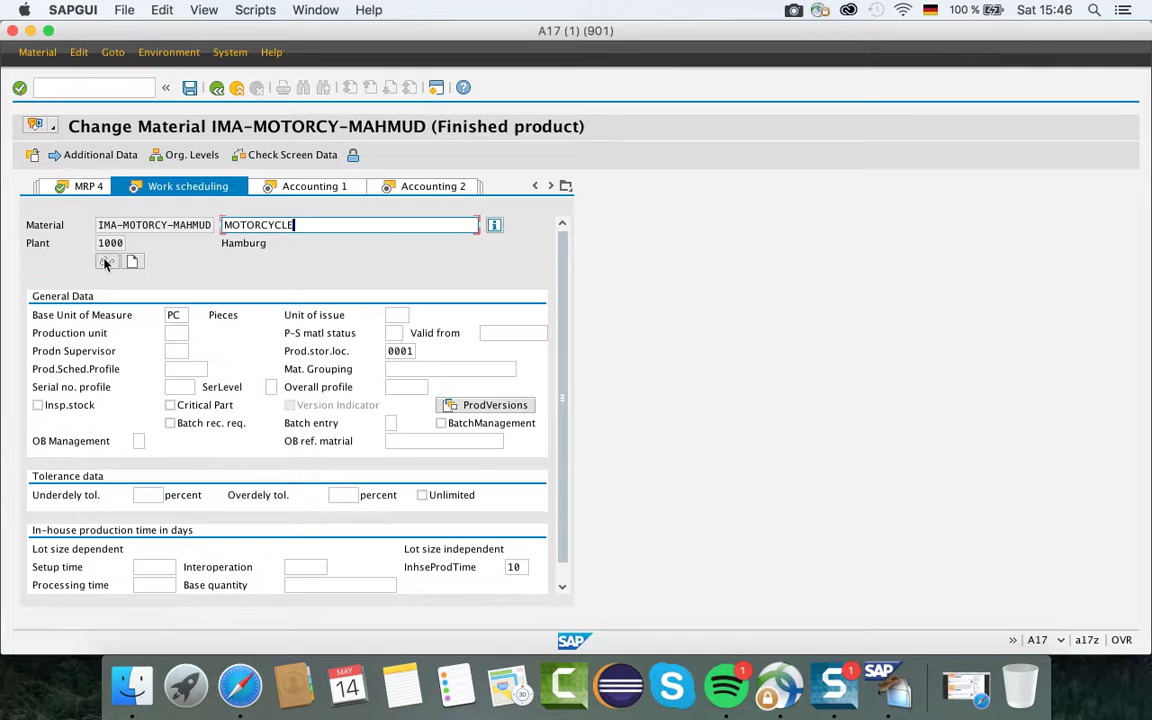 SAPGUI File Edit View Scripts Window Help 100 % Sat 15:46
A17 (1) (901)
Material Edit Goto Environment System Help
«
Change Material IMA-MOTORCY-MAHMUD (Finished product)
Additional Data Org. Levels Check Screen Data
MRP 4 Work scheduling Accounting 1 Accounting 2
Material IMA-MOTORCY-MAHMUD MOTORCYCLE
Plant 1000 Hamburg
General Data
Base Unit of Measure PC Pieces Unit of issue
Production unit P-S matl status Valid from
Prodn Supervisor Prod.stor.loc. 0001
Prod.Sched.Profile Mat. Grouping
Serial no. profile SerLevel Overall profile
Insp.stock Critical Part Version Indicator ProdVersions
Batch rec. req. Batch entry BatchManagement
OB Management OB ref. matrial
Tolerance data
Underdely tol. percent Overdely tol. percent Unlimited
In-house production time in days
Lot size dependent Lot size independent
Setup time Interoperation InhseProdTime 10
Processing time Base quantity
SAP » A17 a17z OVR
MAY 14 1 1 SAP